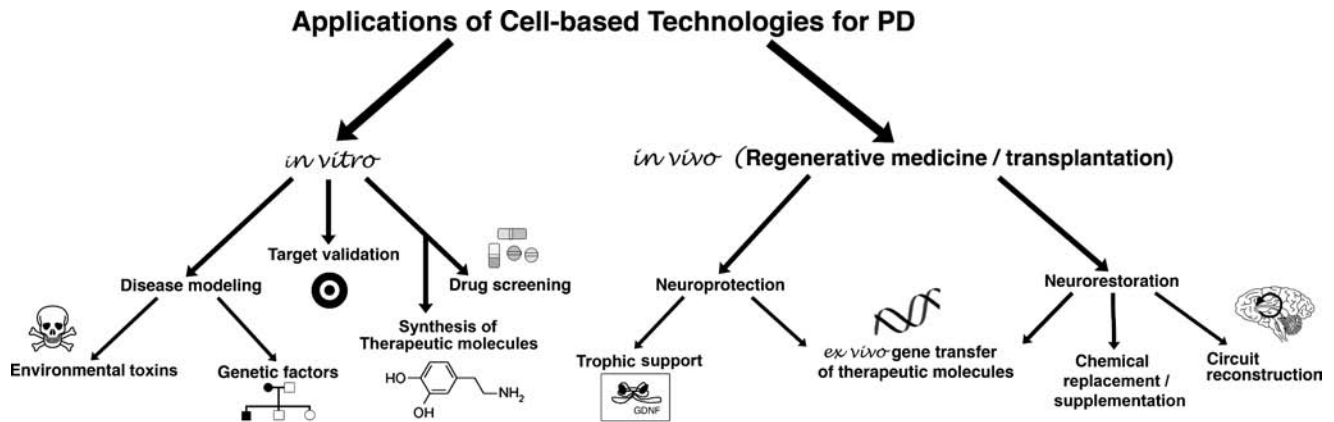 Applications of Cell-based Technologies for PD
in vitro
in vivo (Regenerative medicine / transplantation)
Target validation
Disease modeling
Drug screening
Neuroprotection
Neurorestoration
Synthesis of
Therapeutic molecules
Environmental toxins
Genetic factors
HO
OH
NH₂
Trophic support
GDNF
ex vivo gene transfer
of therapeutic molecules
Chemical
replacement /
supplementation
Circuit
reconstruction